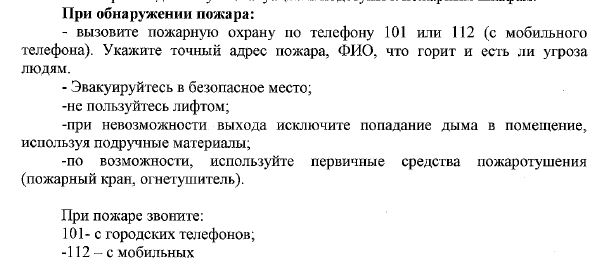 При обнаружении пожара:
- вызовите пожарную охрану по телефону 101 или 112 (с мобильного
телефона). Укажите точный адрес пожара, ФИО, что горит и есть ли угроза
людям.
- Эвакуируйтесь в безопасное место;
-не пользуйтесь лифтом;
-при невозможности выхода исключите попадание дыма в помещение,
используя подручные материалы;
-по возможности, используйте первичные средства пожаротушения
(пожарный кран, огнетушитель).
При пожаре звоните:
101- с городских телефонов;
-112 – с мобильных